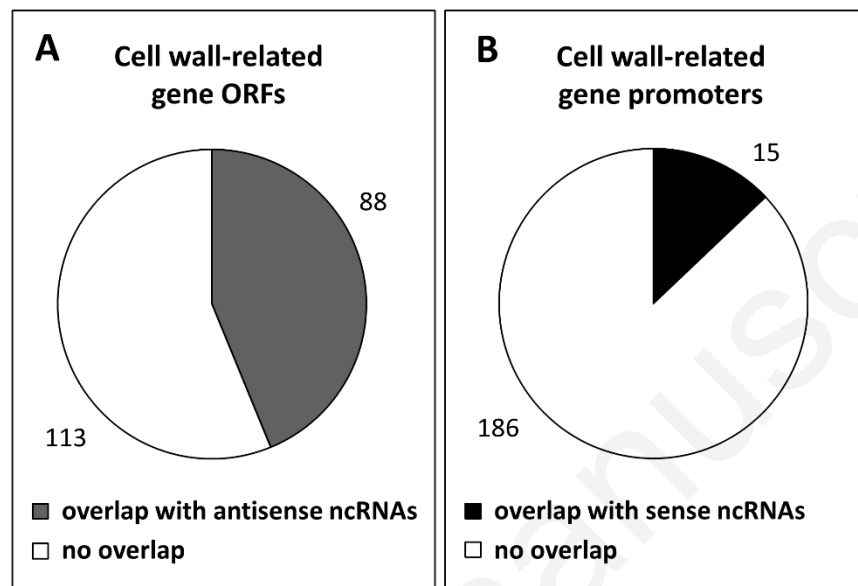 A
Cell wall-related
gene ORFs
88
113
overlap with antisense ncRNAs
no overlap
B
Cell wall-related
gene promoters
15
186
overlap with sense ncRNAs
no overlap